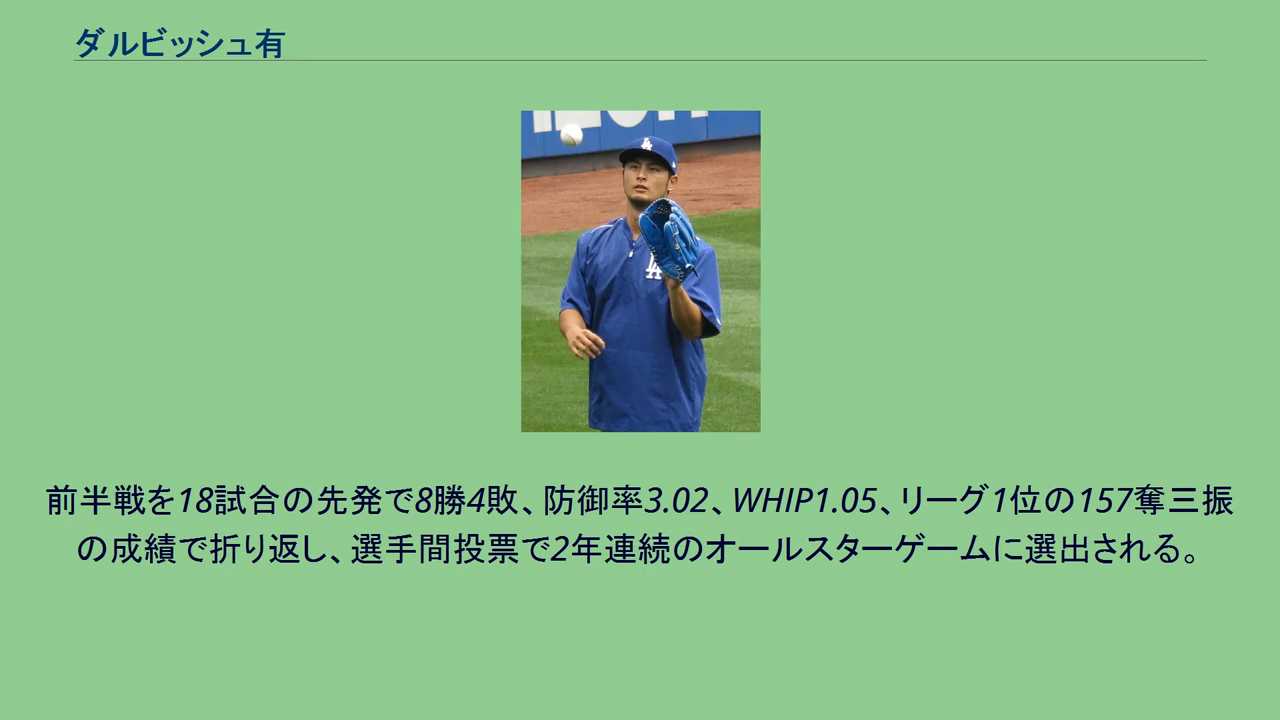 ダルビッシュ有
LA
LA
前半戦を18試合の先発で8勝4敗、防御率3.02、WHIP1.05、リーグ1位の157奪三振
の成績で折り返し、選手間投票で2年連続のオールスターゲームに選出される。